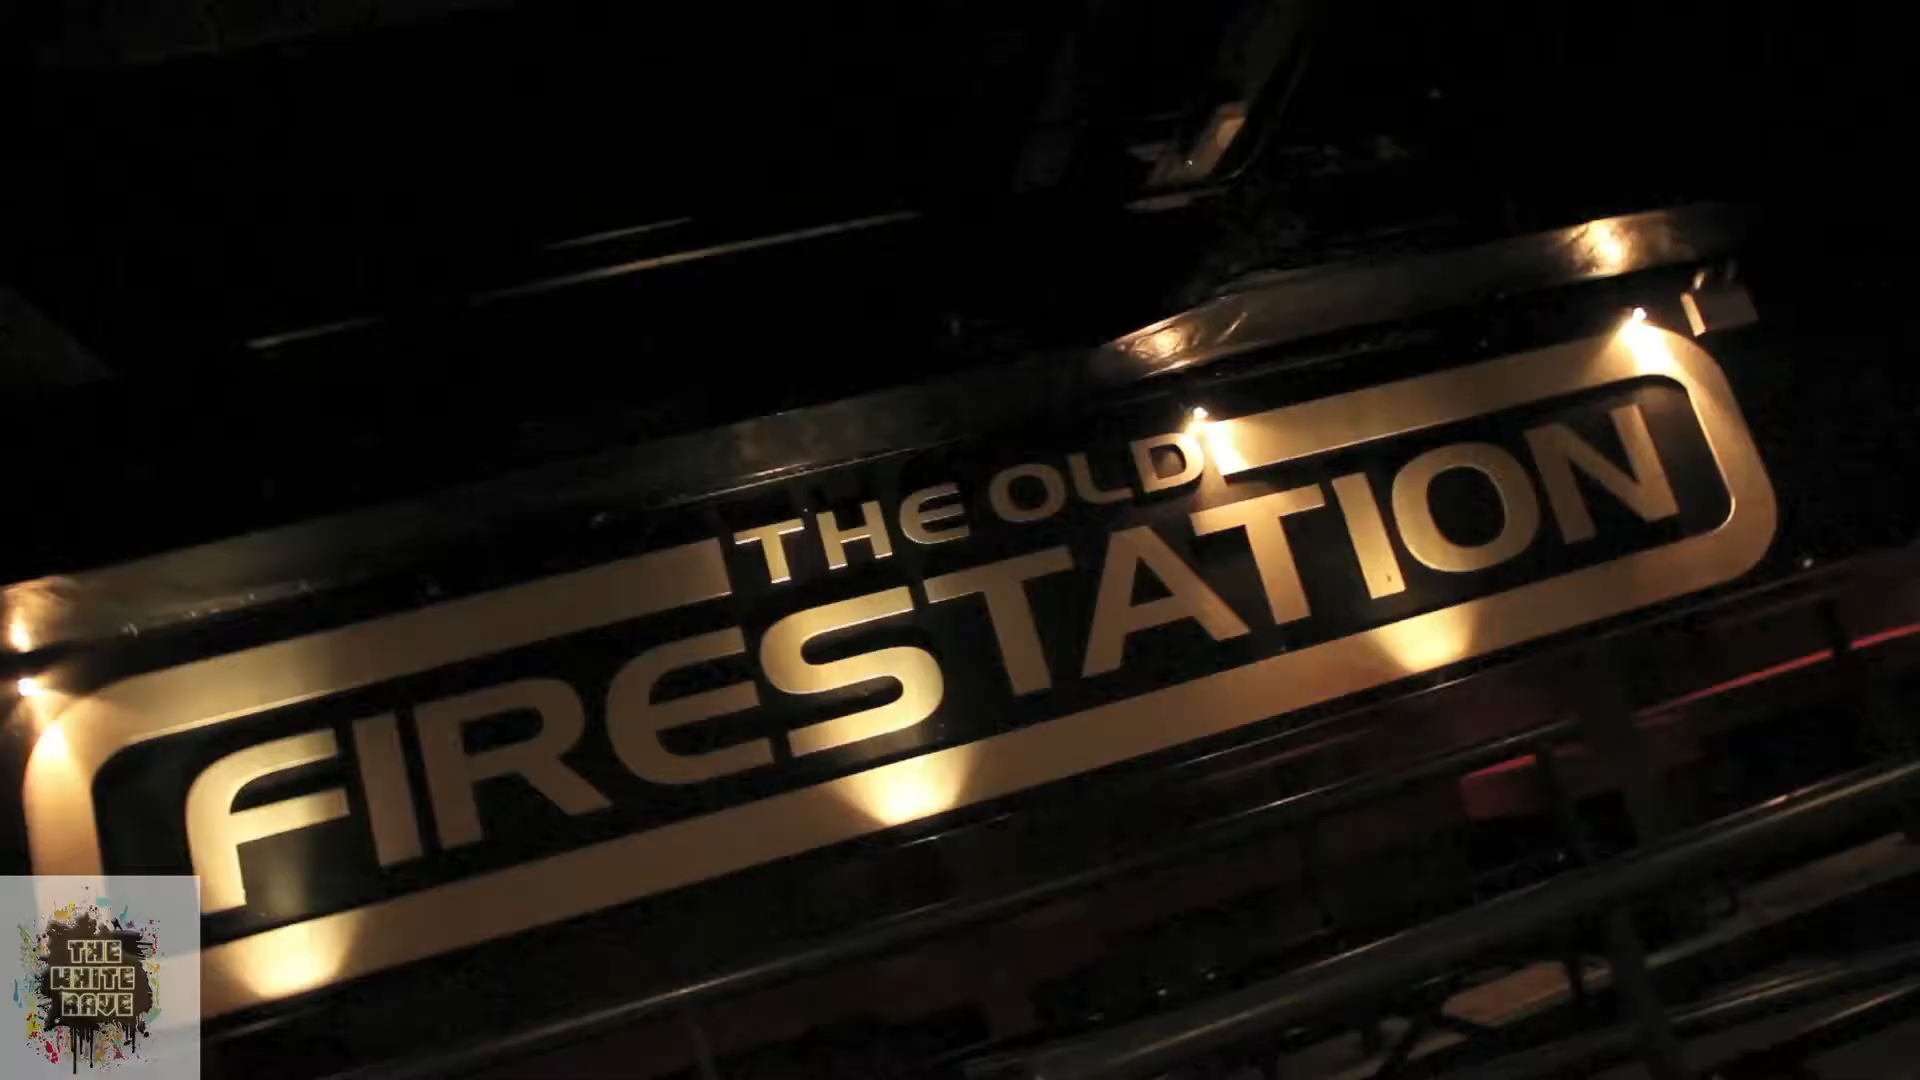 THE OLD
FIRESTATION
THE
WHITE
RAVE